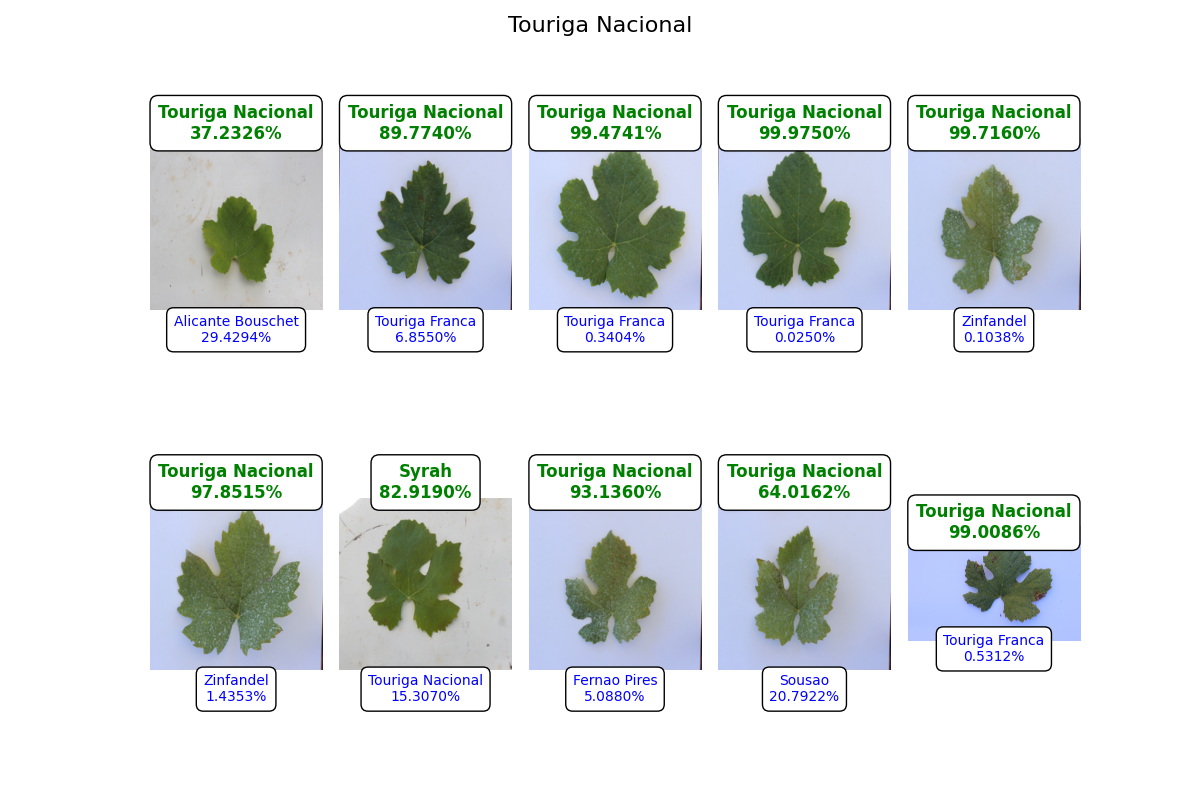 Touriga Nacional
Touriga Nacional
37.2326%
Touriga Nacional
89.7740%
Touriga Nacional
99.4741%
Touriga Nacional
99.9750%
Touriga Nacional
99.7160%
Alicante Bouschet
29.4294%
Touriga Franca
6.8550%
Touriga Franca
0.3404%
Touriga Franca
0.0250%
Zinfandel
0.1038%
Touriga Nacional
97.8515%
Syrah
82.9190%
Touriga Nacional
93.1360%
Touriga Nacional
64.0162%
Touriga Nacional
99.0086%
Zinfandel
1.4353%
Touriga Nacional
15.3070%
Fernao Pires
5.0880%
Sousao
20.7922%
Touriga Franca
0.5312%